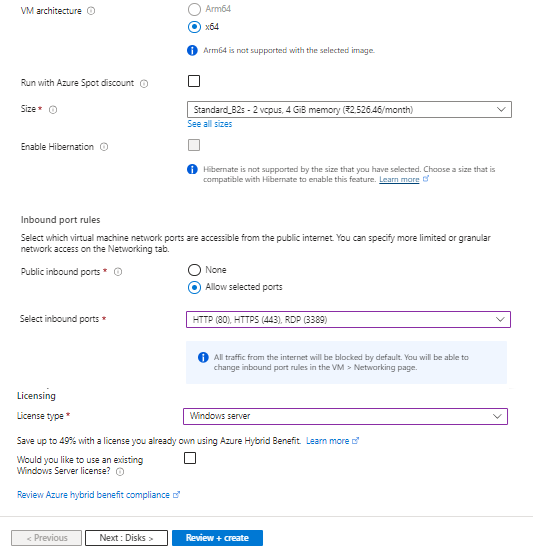 VM architecture
Arm64
x64
Arm64 is not supported with the selected image.
Run with Azure Spot discount
Size *
Standard_B2s - 2 vcpus, 4 GiB memory (₹2,526.46/month)
See all sizes
Enable Hibernation
Hibernate is not supported by the size that you have selected. Choose a size that is
compatible with Hibernate to enable this feature. Learn more
Inbound port rules
Select which virtual machine network ports are accessible from the public internet. You can specify more limited or granular
network access on the Networking tab.
Public inbound ports *
None
Allow selected ports
Select inbound ports *
HTTP (80), HTTPS (443), RDP (3389)
All traffic from the internet will be blocked by default. You will be able to
change inbound port rules in the VM > Networking page.
Licensing
License type *
Windows server
Save up to 49% with a license you already own using Azure Hybrid Benefit. Learn more
Would you like to use an existing
Windows Server license?
Review Azure hybrid benefit compliance
< Previous
Next : Disks >
Review + create